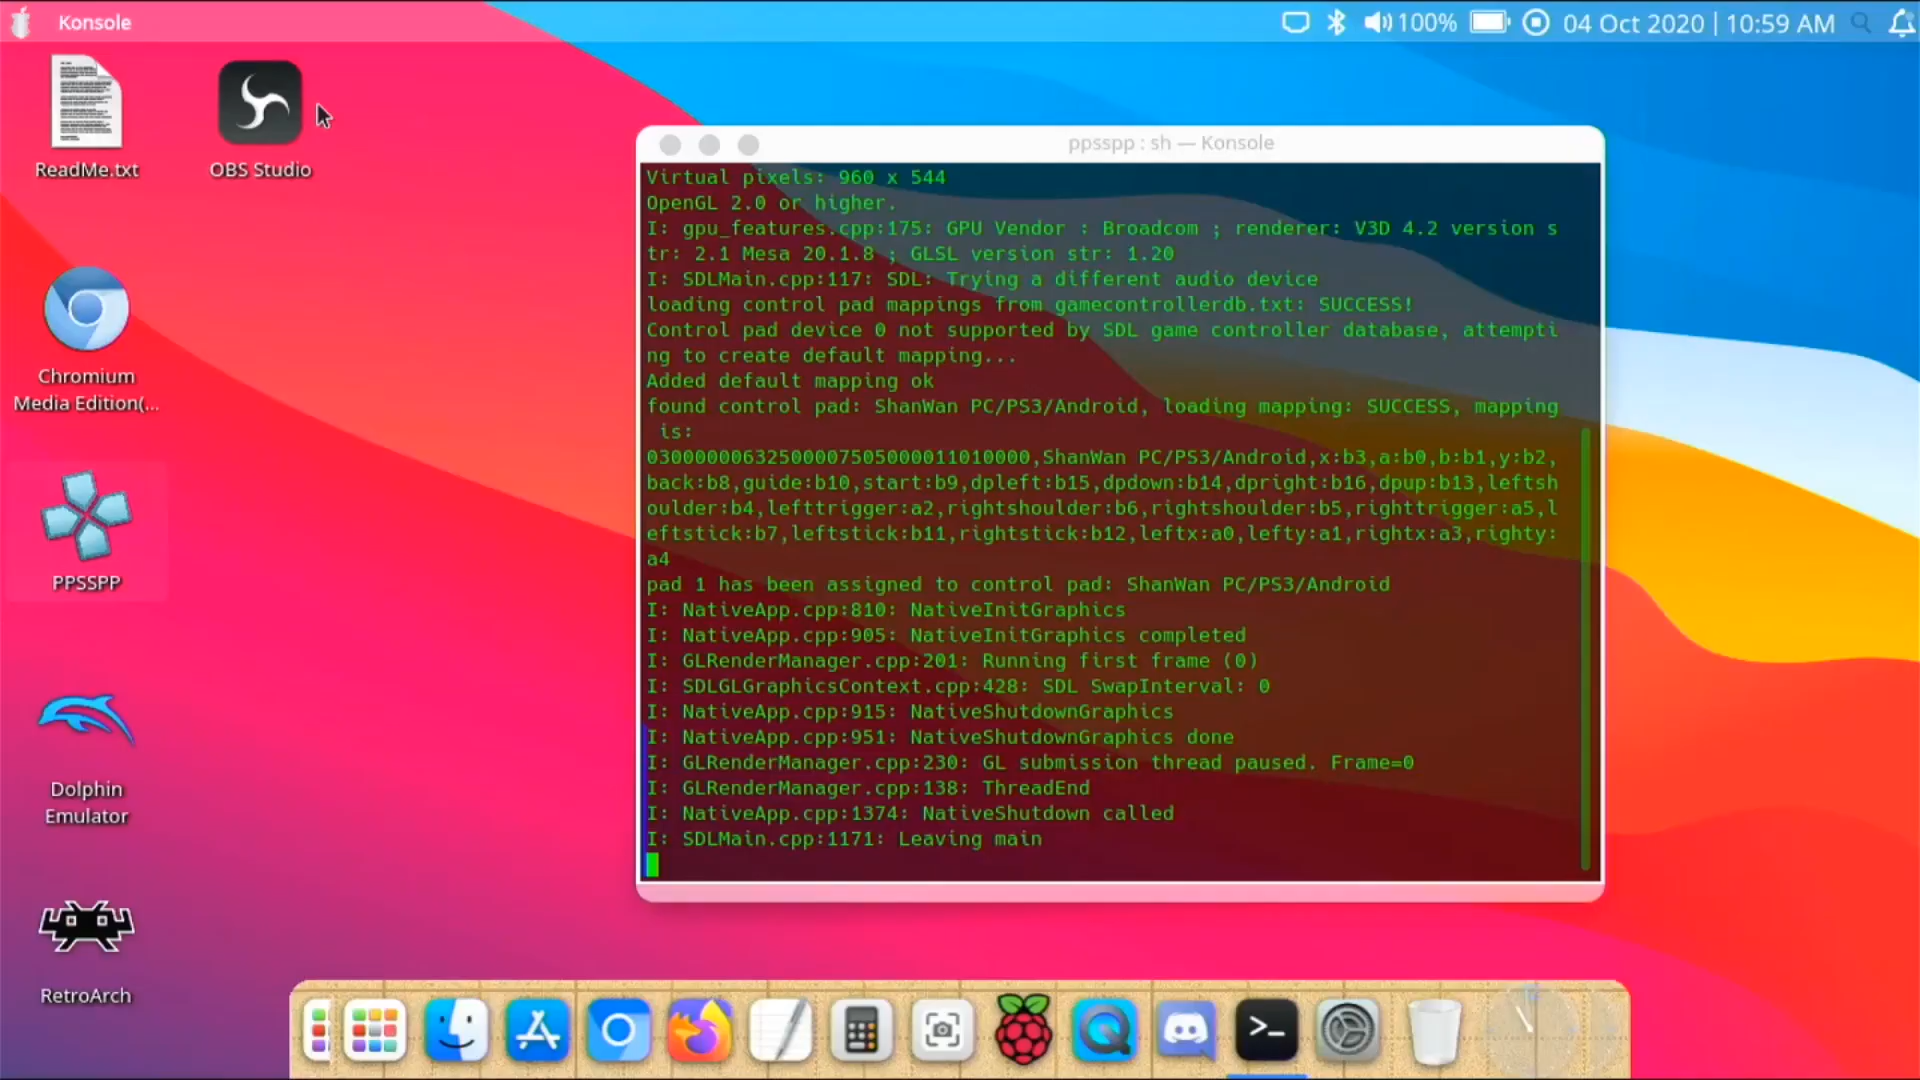 Konsole
100%
04 Oct 2020 | 10:59 AM
ReadMe.txt
OBS Studio
Chromium
Media Edition(...
PPSSPP
Dolphin
Emulator
RetroArch
ppsspp : sh — Konsole
Virtual pixels: 960 x 544
OpenGL 2.0 or higher.
I: gpu_features.cpp:175: GPU Vendor : Broadcom ; renderer: V3D 4.2 version s
tr: 2.1 Mesa 20.1.8 ; GLSL version str: 1.20
I: SDLMain.cpp:117: SDL: Trying a different audio device
loading control pad mappings from gamecontrollerdb.txt: SUCCESS!
Control pad device 0 not supported by SDL game controller database, attempti
ng to create default mapping...
Added default mapping ok
found control pad: ShanWan PC/PS3/Android, loading mapping: SUCCESS, mapping
is:
03000000632500007505000011010000,ShanWan PC/PS3/Android,x:b3,a:b0,b:b1,y:b2,
back:b8,guide:b10,start:b9,dpleft:b15,dpdown:b14,dpright:b16,dpup:b13,leftsh
oulder:b4,lefttrigger:a2,rightshoulder:b6,rightshoulder:b5,righttrigger:a5,l
eftstick:b7,leftstick:b11,rightstick:b12,leftx:a0,lefty:a1,rightx:a3,righty:
a4
pad 1 has been assigned to control pad: ShanWan PC/PS3/Android
I: NativeApp.cpp:810: NativeInitGraphics
I: NativeApp.cpp:905: NativeInitGraphics completed
I: GLRenderManager.cpp:201: Running first frame (0)
I: SDLGLGraphicsContext.cpp:428: SDL SwapInterval: 0
I: NativeApp.cpp:915: NativeShutdownGraphics
I: NativeApp.cpp:951: NativeShutdownGraphics done
I: GLRenderManager.cpp:230: GL submission thread paused. Frame=0
I: GLRenderManager.cpp:138: ThreadEnd
I: NativeApp.cpp:1374: NativeShutdown called
I: SDLMain.cpp:1171: Leaving main